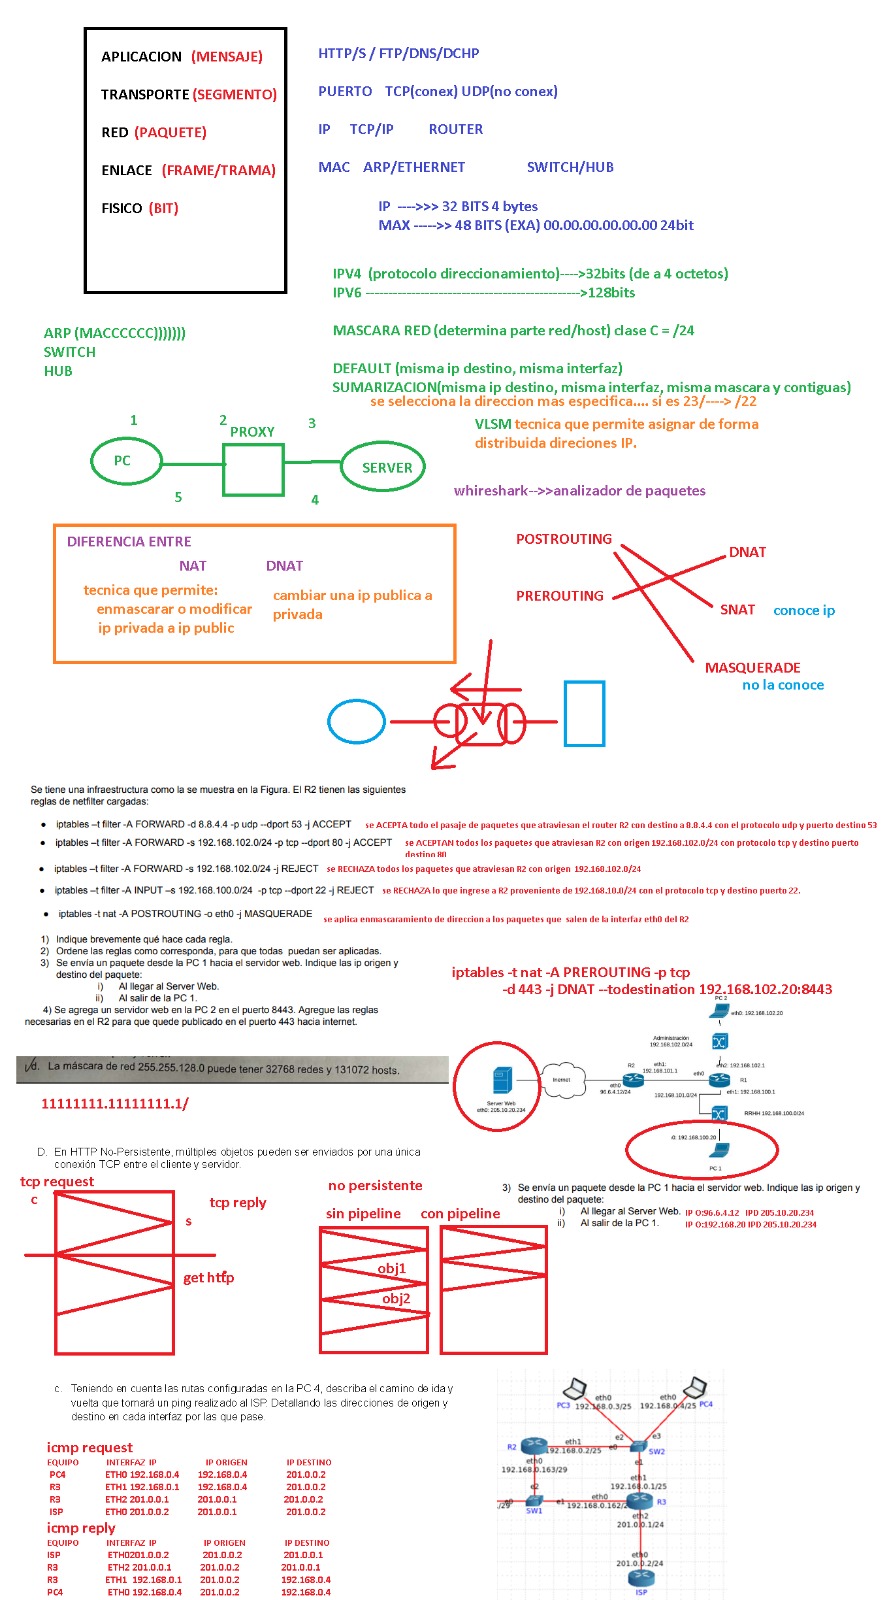 APLICACION (MENSAJE)
TRANSPORTE (SEGMENTO)
RED (PAQUETE)
ENLACE (FRAME/TRAMA)
FISICO (BIT)
HTTP/S / FTP/DNS/DCHP
PUERTO TCP(conex) UDP(no conex)
IP TCP/IP ROUTER
MAC ARP/ETHERNET SWITCH/HUB
IP ---->>> 32 BITS 4 bytes
MAX ----->> 48 BITS (EXA) 00.00.00.00.00.00 24bit
IPV4 (protocolo direccionamiento)---->32bits (de a 4 octetos)
IPV6 ------------------------------------------------>128bits
ARP (MACCCCCC)))))))
SWITCH
HUB
MASCARA RED (determina parte red/host) clase C = /24
DEFAULT (misma ip destino, misma interfaz)
SUMARIZACION(misma ip destino, misma interfaz, misma mascara y contiguas)
se selecciona la direccion mas especifica.... sí es 23/----> /22
VLSM tecnica que permite asignar de forma
distribuida direciones IP.
1 2 3
PROXY
PC
SERVER
5 4
whireshark-->>analizador de paquetes
DIFERENCIA ENTRE
NAT DNAT
tecnica que permite:
enmascarar o modificar
ip privada a ip public
cambiar una ip publica a
privada
POSTROUTING
DNAT
PREROUTING
SNAT conoce ip
MASQUERADE
no la conoce
Se tiene una infraestructura como la se muestra en la Figura. El R2 tienen las siguientes
reglas de netfilter cargadas:
• iptables –t filter -A FORWARD -d 8.8.4.4 -p udp --dport 53 -j ACCEPT se ACEPTA todo el pasaje de paquetes que atraviesan el router R2 con destino a 8.8.4.4 con el protocolo udp y puerto destino 53
• iptables –t filter -A FORWARD -s 192.168.102.0/24 -p tcp --dport 80 -j ACCEPT se ACEPTAN todos los paquetes que atraviesan R2 con origen 192.168.102.0/24 con protocolo tcp y destino puerto
destino 80
• iptables –t filter -A FORWARD -s 192.168.102.0/24 -j REJECT se RECHAZA todos los paquetes que atraviesan R2 con origen 192.168.102.0/24
• iptables –t filter -A INPUT –s 192.168.100.0/24 -p tcp --dport 22 -j REJECT se RECHAZA lo que ingrese a R2 proveniente de 192.168.10.0/24 con el protocolo tcp y destino puerto 22.
• iptables -t nat -A POSTROUTING -o eth0 -j MASQUERADE se aplica enmascaramiento de direccion a los paquetes que salen de la interfaz eth0 del R2
1) Indique brevemente qué hace cada regla.
2) Ordene las reglas como corresponda, para que todas puedan ser aplicadas.
3) Se envía un paquete desde la PC 1 hacia el servidor web. Indique las ip origen y
destino del paquete:
i) Al llegar al Server Web.
ii) Al salir de la PC 1.
4) Se agrega un servidor web en la PC 2 en el puerto 8443. Agregue las reglas
necesarias en el R2 para que quede publicado en el puerto 443 hacia internet.
iptables -t nat -A PREROUTING -p tcp
-d 443 -j DNAT --todestination 192.168.102.20:8443
PC 2
eth0: 192.168.102.20
Administración
192.168.102.0/24
eth2: 192.168.102.1
Internet
R2
eth1:
192.168.101.1
eth0
R1
eth0
96.6.4.12/24
192.168.101.0/24
eth1: 192.168.100.1
Server Web
eth0: 205.10.20.234
RRHH 192.168.100.0/24
192.168.100.20
PC 1
d. La máscara de red 255.255.128.0 puede tener 32768 redes y 131072 hosts.
11111111.11111111.1/
D. En HTTP No-Persistente, múltiples objetos pueden ser enviados por una única
conexión TCP entre el cliente y servidor.
tcp request
c
tcp reply
s
get http
no persistente
sin pipeline con pipeline
obj1
obj2
3) Se envía un paquete desde la PC 1 hacia el servidor web. Indique las ip origen y
destino del paquete:
i) Al llegar al Server Web. IP O:96.6.4.12 IPD 205.10.20.234
ii) Al salir de la PC 1. IP O:192.168.20 IPD 205.10.20.234
c. Teniendo en cuenta las rutas configuradas en la PC 4, describa el camino de ida y
vuelta que tomará un ping realizado al ISP. Detallando las direcciones de origen y
destino en cada interfaz por las que pase.
icmp request
EQUIPO INTERFAZ IP IP ORIGEN IP DESTINO
PC4 ETH0 192.168.0.4 192.168.0.4 201.0.0.2
R3 ETH1 192.168.0.1 192.168.0.4 201.0.0.2
R3 ETH2 201.0.0.1 201.0.0.1 201.0.0.2
ISP ETH0 201.0.0.2 201.0.0.1 201.0.0.2
icmp reply
EQUIPO INTERFAZ IP IP ORIGEN IP DESTINO
ISP ETH0201.0.0.2 201.0.0.2 201.0.0.1
R3 ETH2 201.0.0.1 201.0.0.2 201.0.0.1
R3 ETH1 192.168.0.1 201.0.0.2 192.168.0.4
PC4 ETH0 192.168.0.4 201.0.0.2 192.168.0.4
eth0 eth0
PC3 192.168.0.3/25 192.168.0.4/25 PC4
R2 eth1 e2 e3
192.168.0.2/25 e0 SW2
eth0 e1
192.168.0.163/29 eth1
192.168.0.1/25
e2 eth0
/29 e0 e1 192.168.0.162/2 R3
SW1 eth2
201.0.0.1/24
eth0
201.0.0.2/24
ISP